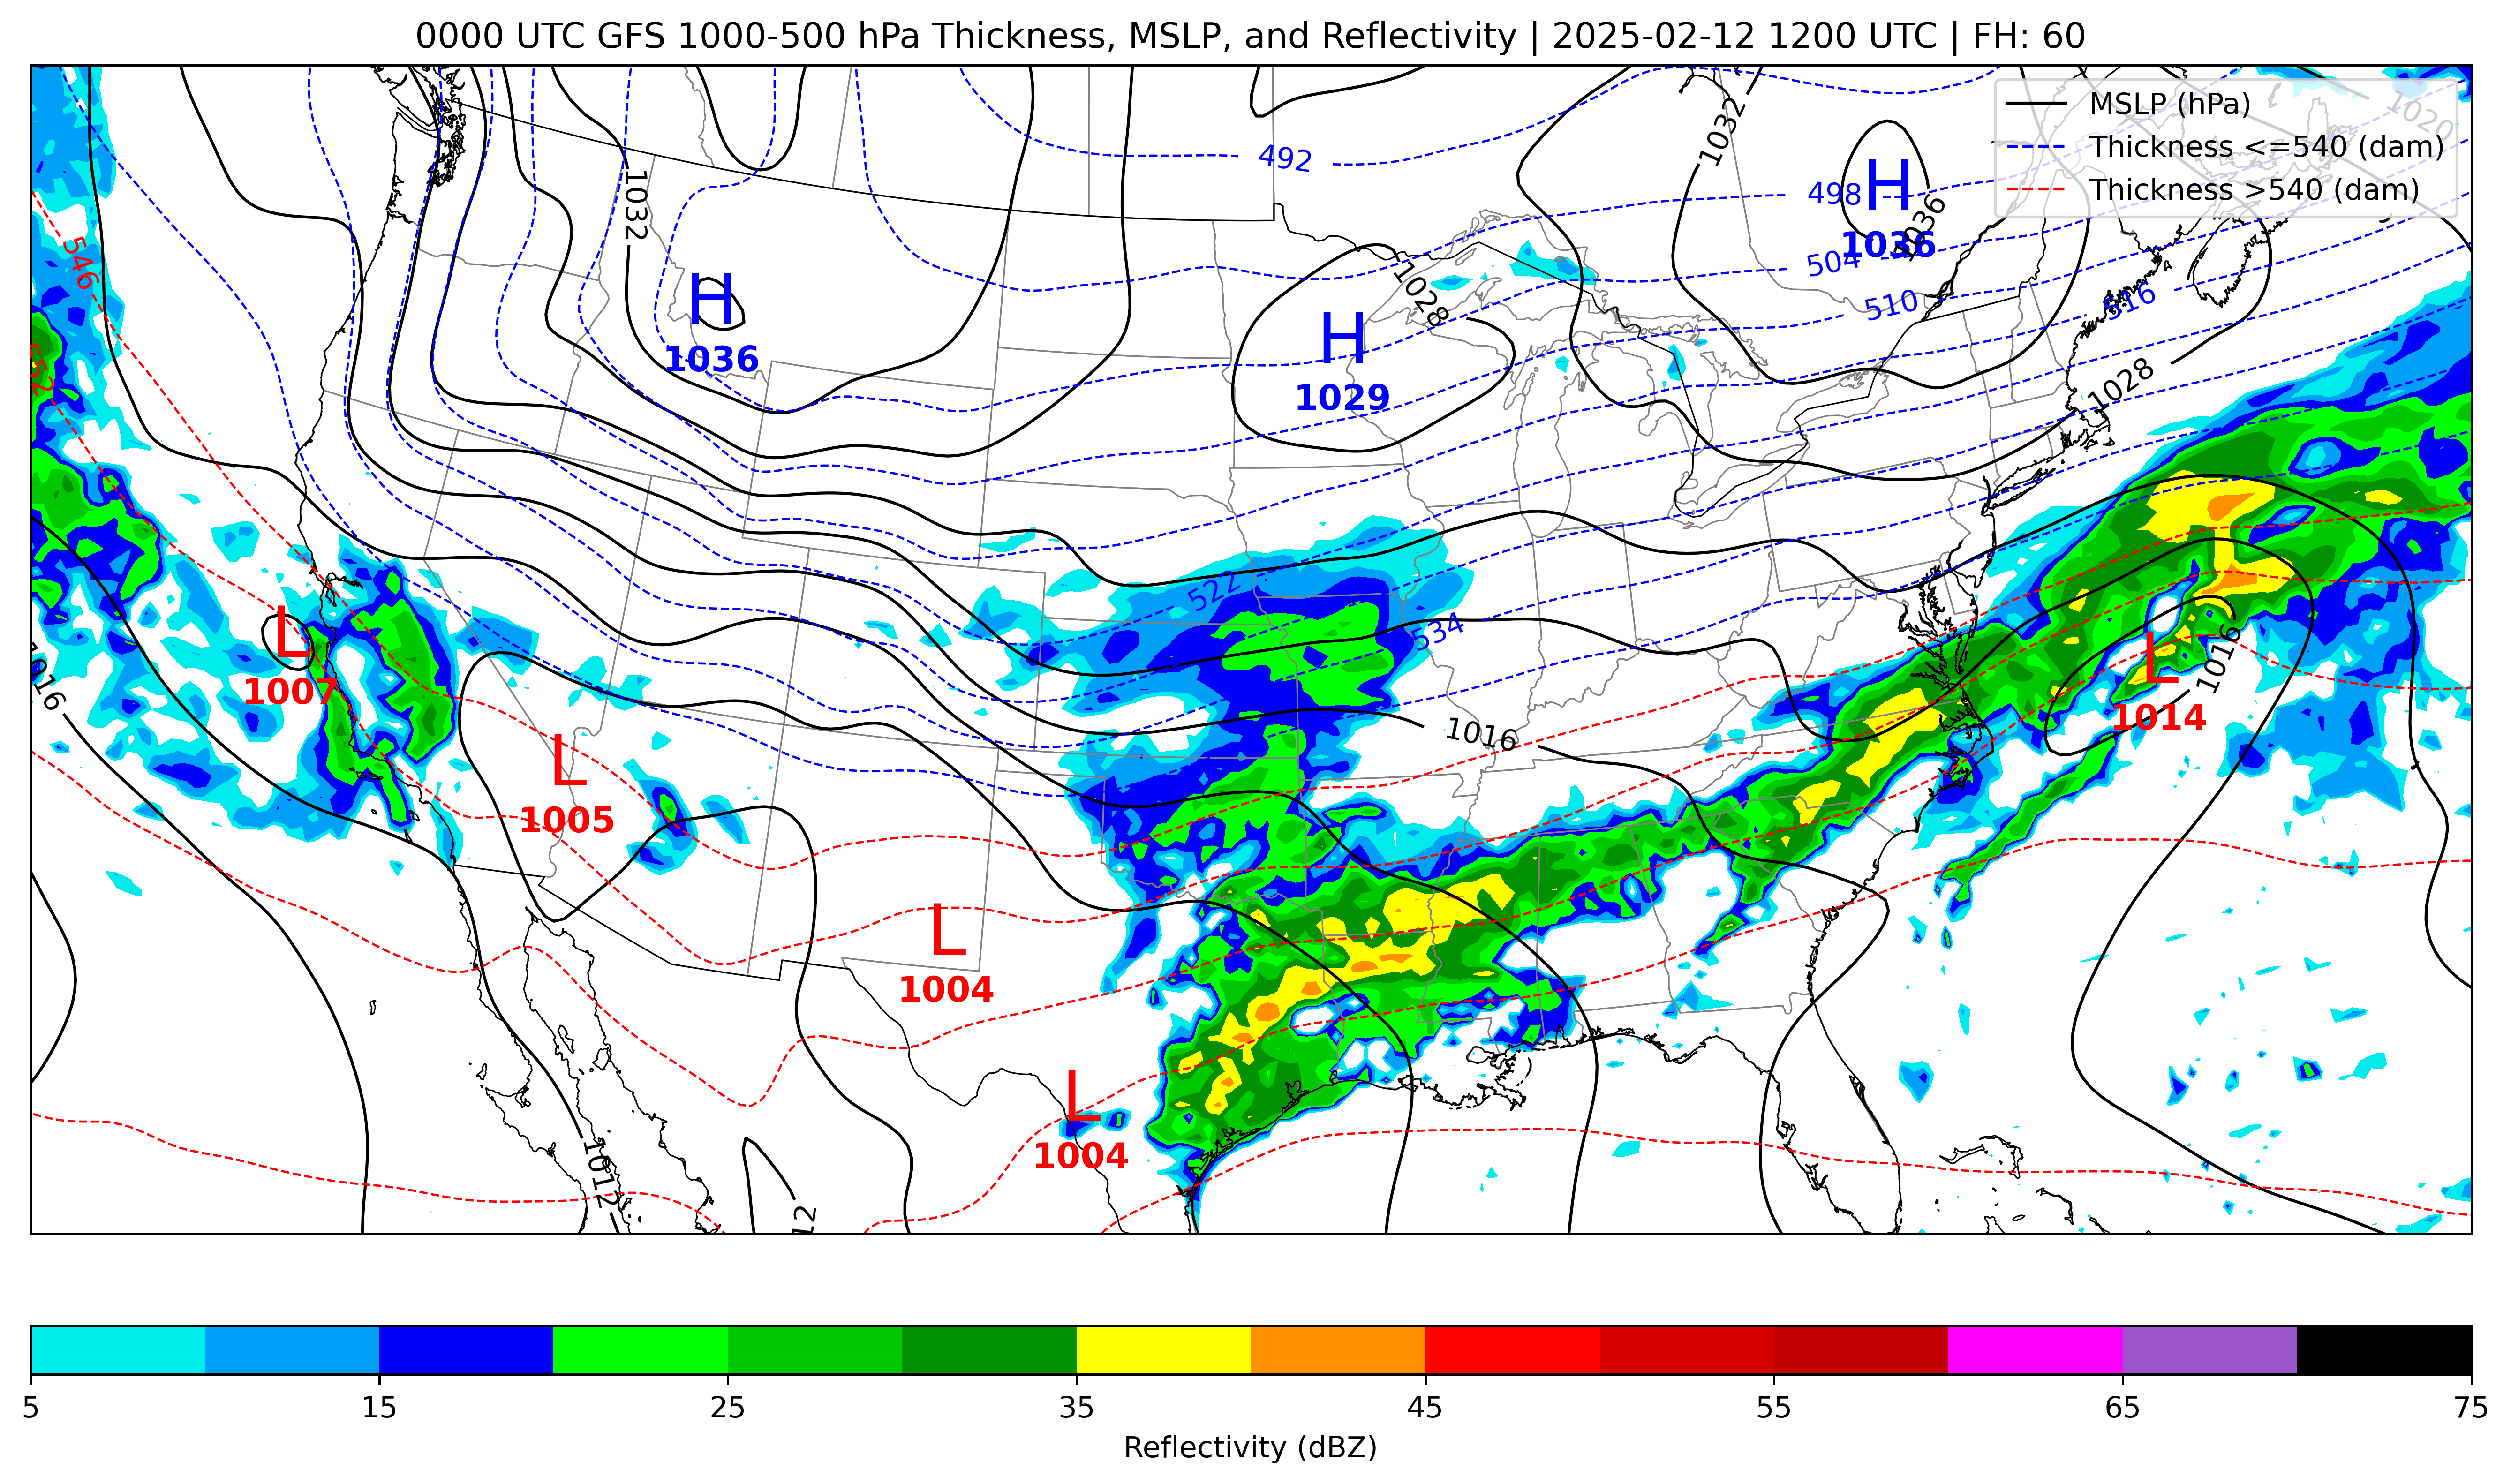 0000 UTC GFS 1000-500 hPa Thickness, MSLP, and Reflectivity | 2025-02-12 1200 UTC | FH: 60
MSLP (hPa)
Thickness <=540 (dam)
Thickness >540 (dam)
1020
1032
492
498
H
1036
1036
504
510
516
1032
546
552
H
1036
1028
H
1029
1028
522
534
L
1007
1016
L
1014
1016
1016
L
1005
L
1004
L
1004
1012
12
5
15
25
35
45
55
65
75
Reflectivity (dBZ)